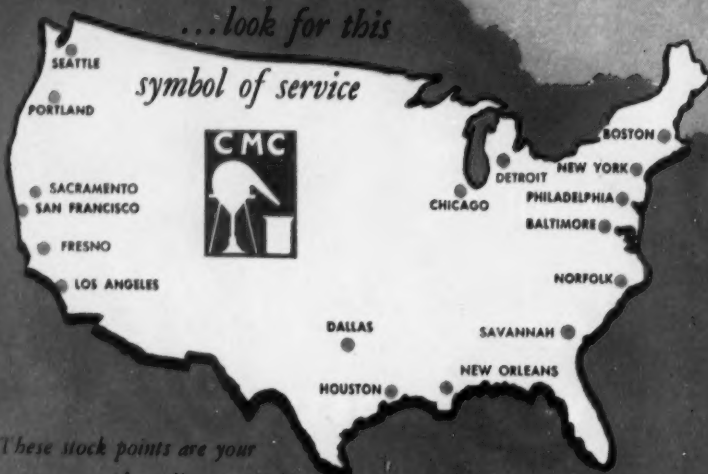 ...look for this
symbol of service
SEATTLE
PORTLAND
CMC
BOSTON
DETROIT
NEW YORK
CHICAGO
PHILADELPHIA
SACRAMENTO
SAN FRANCISCO
BALTIMORE
FRESNO
LOS ANGELES
NORFOLK
DALLAS
SAVANNAH
HOUSTON
NEW ORLEANS
These stock points are your